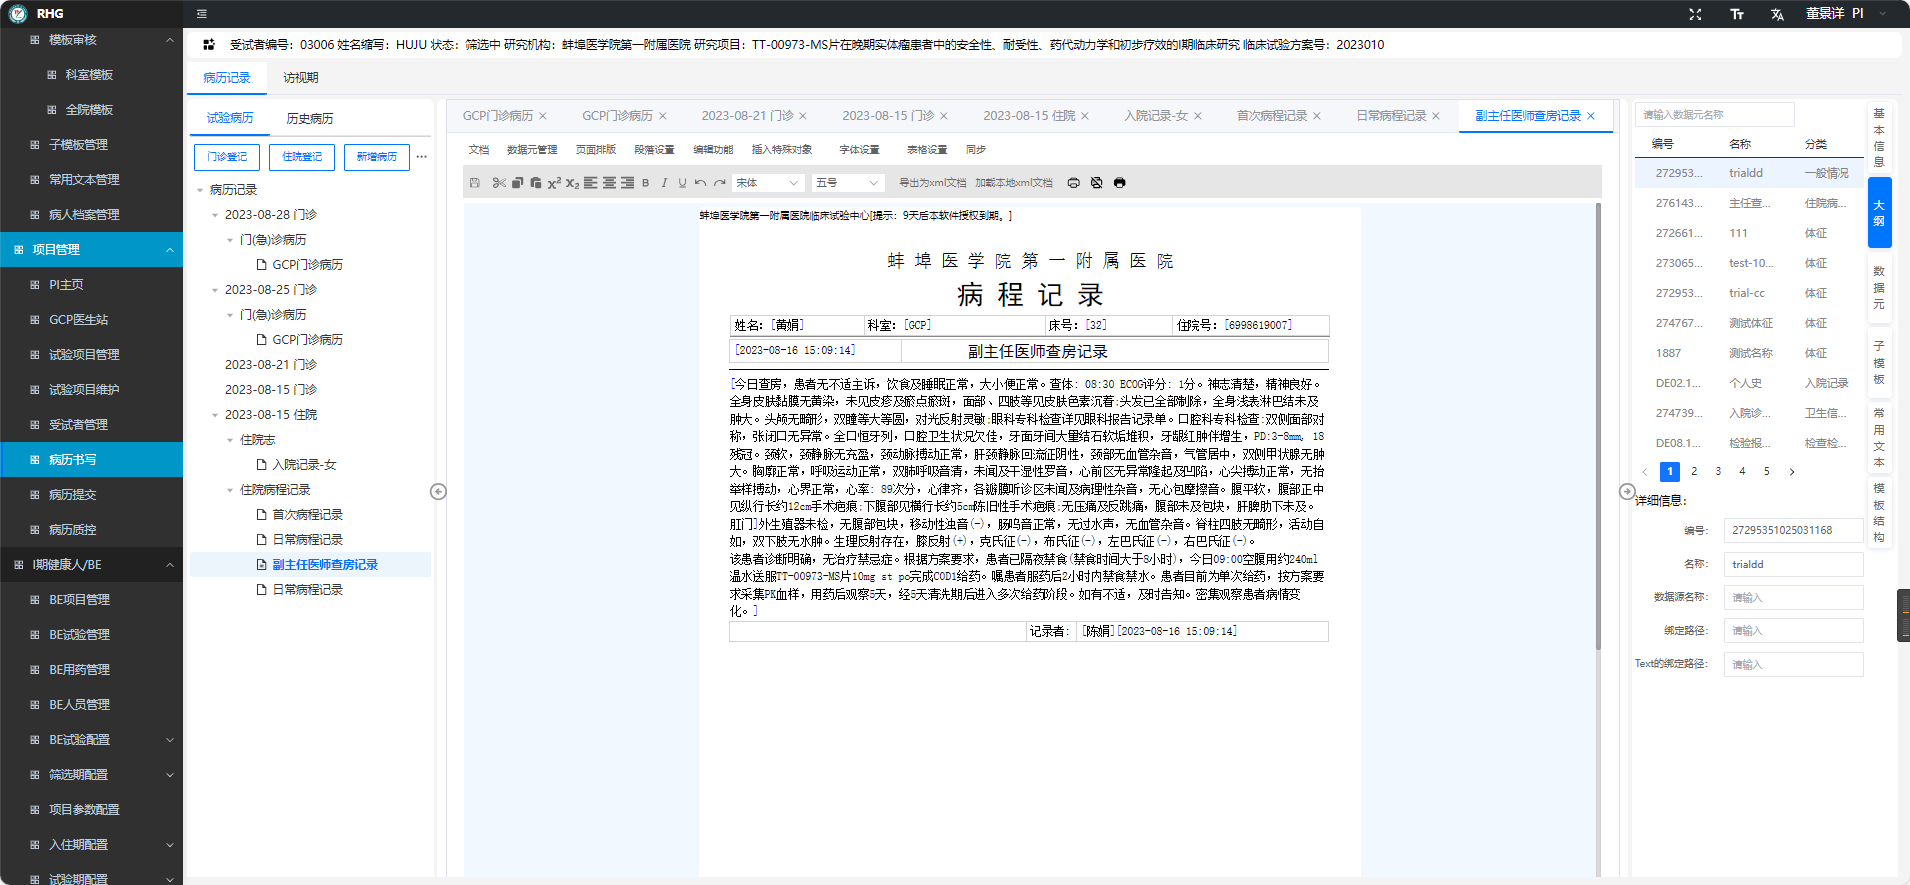 RHG
董景详 PI
模板审核
科室模板
全院模板
子模板管理
常用文本管理
病人档案管理
项目管理
PI主页
GCP医生站
试验项目管理
试验项目维护
受试者管理
病历书写
病历提交
病历质控
I期健康人/BE
BE项目管理
BE试验管理
BE用药管理
BE人员管理
BE试验配置
筛选期配置
项目参数配置
入住期配置
试验期配置
受试者编号：03006 姓名缩写：HUJU 状态：筛选中 研究机构：蚌埠医学院第一附属医院 研究项目：TT-00973-MS片在晚期实体瘤患者中的安全性、耐受性、药代动力学和初步疗效的I期临床研究 临床试验方案号：2023010
病历记录 访视期
试验病历 历史病历
门诊登记 住院登记 新增病历 ···
病历记录
2023-08-28 门诊
门(急)诊病历
GCP门诊病历
2023-08-25 门诊
门(急)诊病历
GCP门诊病历
2023-08-21 门诊
2023-08-15 门诊
2023-08-15 住院
住院志
入院记录-女
住院病程记录
首次病程记录
日常病程记录
副主任医师查房记录
日常病程记录
GCP门诊病历 × GCP门诊病历 × 2023-08-21 门诊 × 2023-08-15 门诊 × 2023-08-15 住院 × 入院记录-女 × 首次病程记录 × 日常病程记录 × 副主任医师查房记录 ×
文档 数据元管理 页面排版 段落设置 编辑功能 插入特殊对象 字体设置 表格设置 同步
B I U 宋体 五号 导出为xml文档 加载本地xml文档
蚌埠医学院第一附属医院临床试验中心[提示：9天后本软件授权到期。]
蚌埠医学院第一附属医院
病程记录
姓名：[黄娟] 科室：[GCP] 床号：[32] 住院号：[6998619007]
[2023-08-16 15:09:14] 副主任医师查房记录
[今日查房，患者无不适主诉，饮食及睡眠正常，大小便正常。查体：08:30 ECOG评分：1分。神志清楚，精神良好。
全身皮肤黏膜无黄染，未见皮疹及瘀点瘀斑，面部、四肢等见皮肤色素沉着;头发已全部制除，全身浅表淋巴结未及
肿大。头颅无畸形，双瞳等大等圆，对光反射灵敏;眼科专科检查详见眼科报告记录单。口腔科专科检查:双侧面部对
称，张闭口无异常。全口恒牙列，口腔卫生状况欠佳，牙面牙间大量结石软垢堆积，牙龈红肿伴增生，PD:3-8mm，18
残冠。颈软，颈静脉无充盈，颈动脉搏动正常，肝颈静脉回流征阴性，颈部无血管杂音，气管居中，双侧甲状腺无肿
大。胸廓正常，呼吸运动正常，双肺呼吸音清，未闻及干湿性罗音，心前区无异常隆起及凹陷，心尖搏动正常，无抬
举样搏动，心界正常，心率：89次分，心律齐，各瓣膜听诊区未闻及病理性杂音，无心包摩擦音。腹平软，腹部正中
见纵行长约12cm手术疤痕;下腹部见横行长约5cm陈旧性手术疤痕;无压痛及反跳痛，腹部未及包块，肝脾肋下未及。
肛门]外生殖器未检，无腹部包块，移动性浊音(-)，肠鸣音正常，无过水声，无血管杂音。脊柱四肢无畸形，活动自
如，双下肢无水肿。生理反射存在，膝反射(+)，克氏征(-)，布氏征(-)，左巴氏征(-)，右巴氏征(-)。
该患者诊断明确，无治疗禁忌症。根据方案要求，患者已隔夜禁食(禁食时间大于8小时)，今日09:00空腹用约240ml
温水送服TT-00973-MS片10mg st po完成C0D1给药。嘱患者服药后2小时内禁食禁水。患者目前为单次给药，按方案要
求采集PK血样，用药后观察5天，经5天清洗期后进入多次给药阶段。如有不适，及时告知。密集观察患者病情变
化。]
记录者： [陈娟][2023-08-16 15:09:14]
请输入数据元名称
编号 名称 分类
272953... trialdd 一般情况
276143... 主任查... 住院病...
272661... 111 体征
273065... test-10... 体征
272953... trial-cc 体征
274767... 测试体征 体征
1887 测试名称 体征
DE02.1... 个人史 入院记录
274739... 入院诊... 卫生信...
DE08.1... 检验报... 检查检...
< 1 2 3 4 5 >
详细信息：
编号： 27295351025031168
名称： trialdd
数据源名称： 请输入
绑定路径： 请输入
Text的绑定路径： 请输入
基本信息
大纲
数据元
子模板
常用文本
模板结构